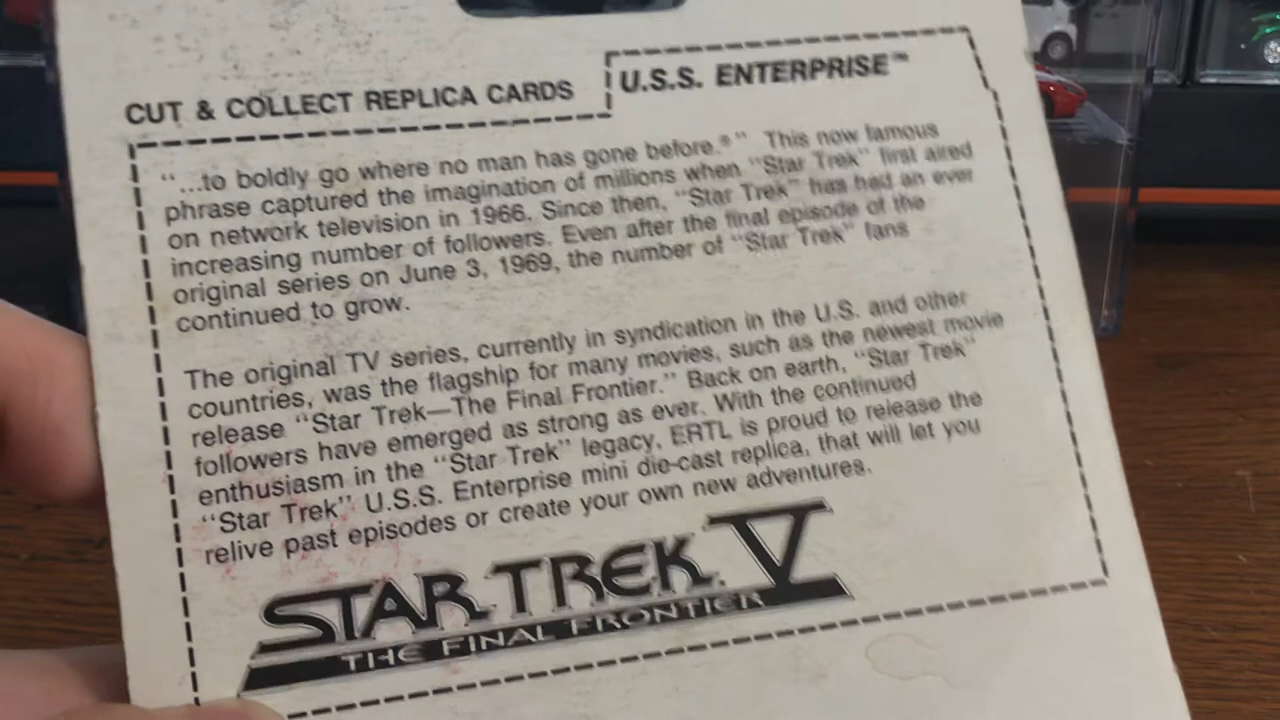 CUT & COLLECT REPLICA CARDS
U.S.S. ENTERPRISE™
“...to boldly go where no man has gone before.®” This now famous
phrase captured the imagination of millions when “Star Trek” first aired
on network television in 1966. Since then, “Star Trek” has had an ever
increasing number of followers. Even after the final episode of the
original series on June 3, 1969, the number of “Star Trek” fans
continued to grow.
The original TV series, currently in syndication in the U.S. and other
countries, was the flagship for many movies, such as the newest movie
release “Star Trek—The Final Frontier.” Back on earth, “Star Trek”
followers have emerged as strong as ever. With the continued
enthusiasm in the “Star Trek” legacy, ERTL is proud to release the
“Star Trek” U.S.S. Enterprise mini die-cast replica, that will let you
relive past episodes or create your own new adventures.
STAR TREK V
THE FINAL FRONTIER